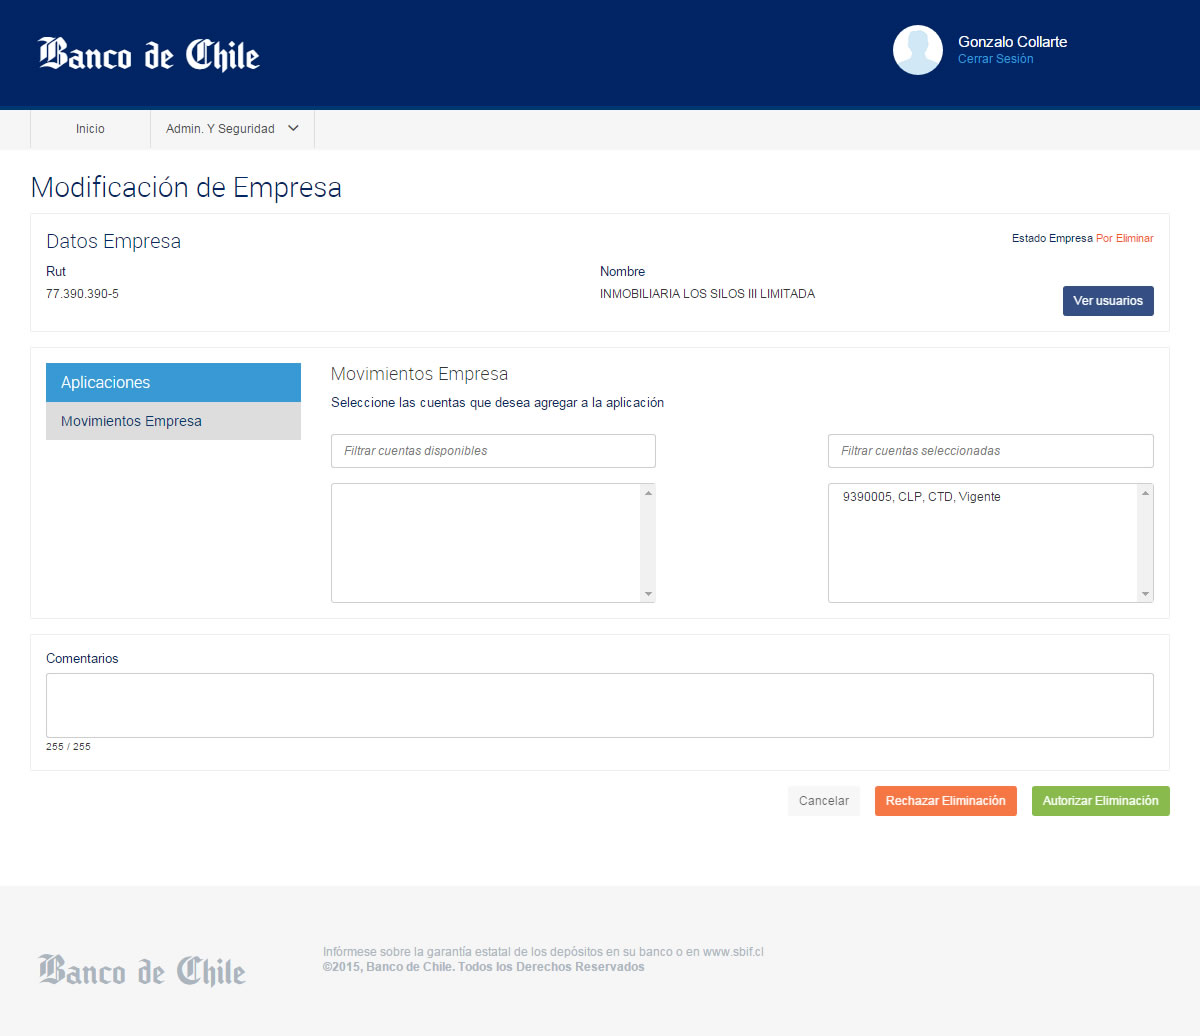 Banco de Chile
Gonzalo Collarte
Cerrar Sesión
Inicio
Admin. Y Seguridad
Modificación de Empresa
Datos Empresa
Estado Empresa Por Eliminar
Rut
Nombre
77.390.390-5
INMOBILIARIA LOS SILOS III LIMITADA
Ver usuarios
Aplicaciones
Movimientos Empresa
Movimientos Empresa
Seleccione las cuentas que desea agregar a la aplicación
Filtrar cuentas disponibles
Filtrar cuentas seleccionadas
9390005, CLP, CTD, Vigente
Comentarios
255 / 255
Cancelar
Rechazar Eliminación
Autorizar Eliminación
Banco de Chile
Infórmese sobre la garantía estatal de los depósitos en su banco o en www.sbif.cl
©2015, Banco de Chile. Todos los Derechos Reservados